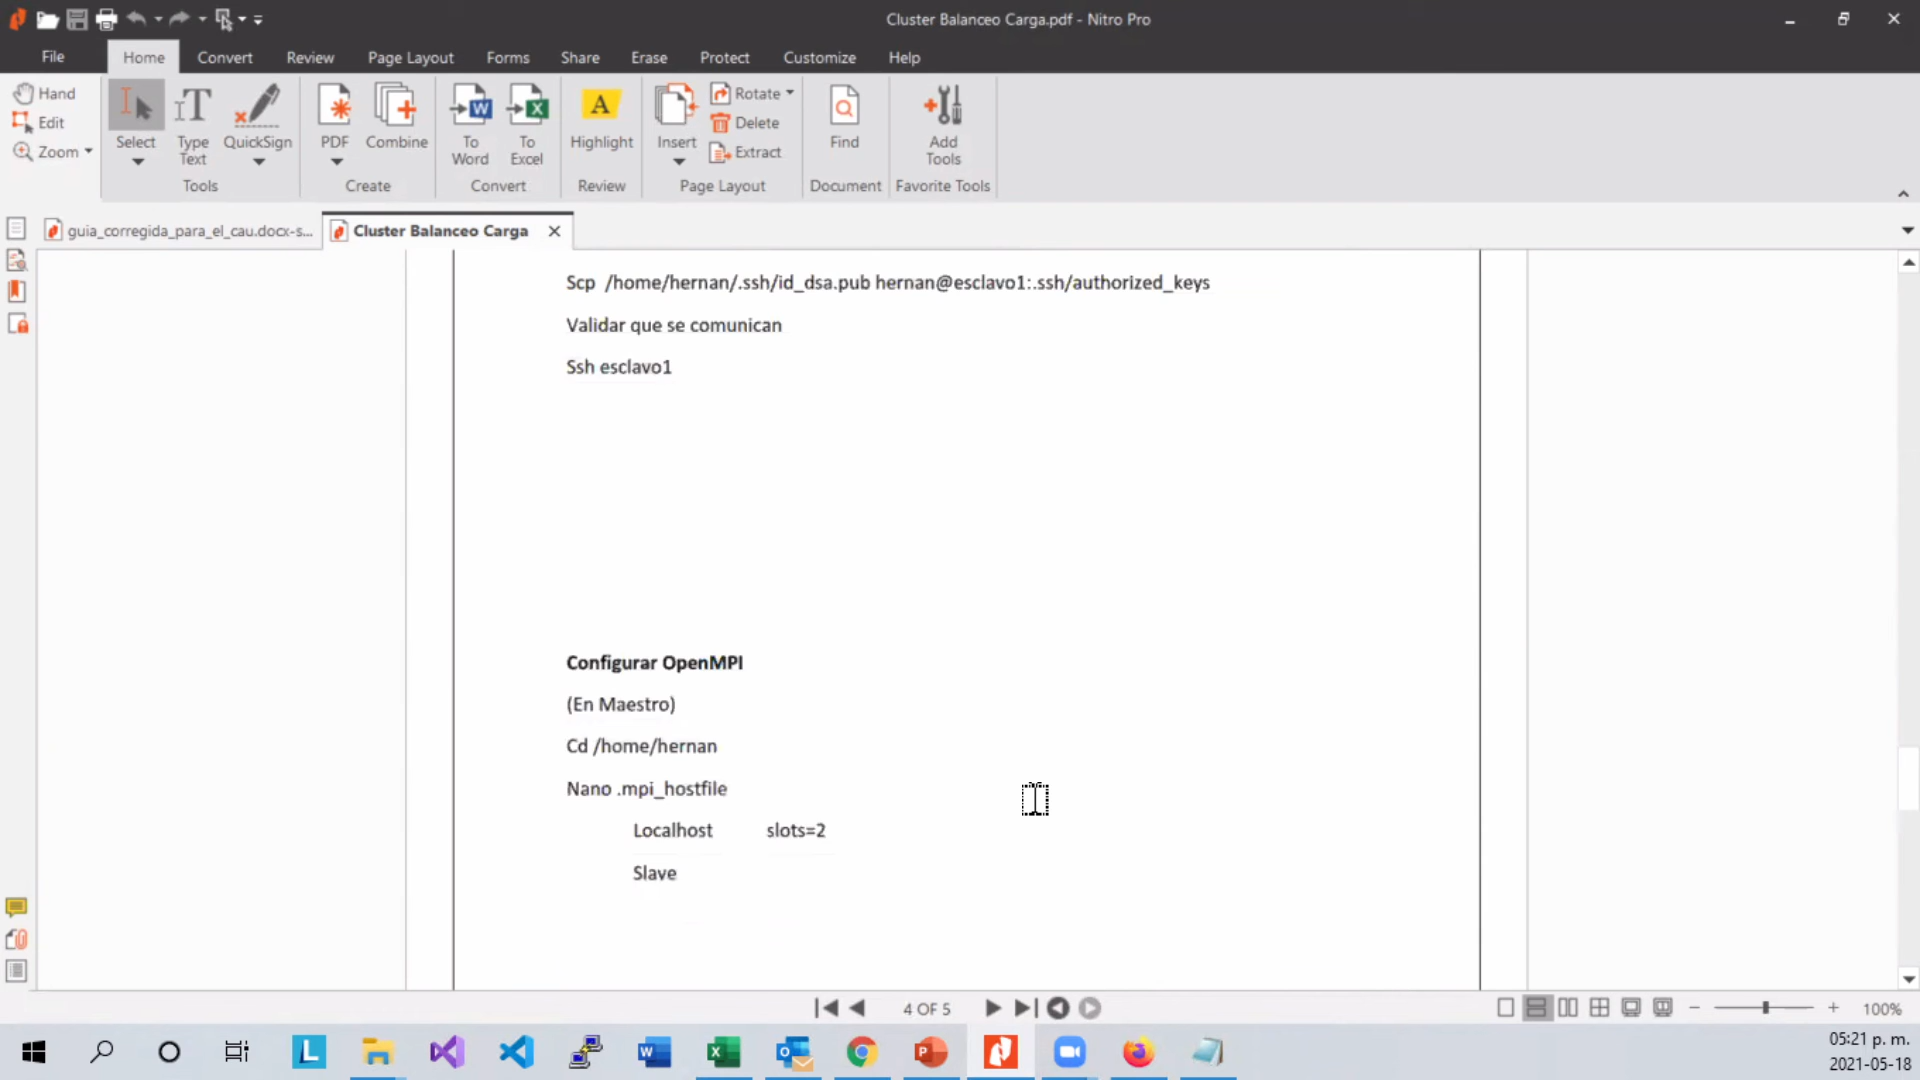 Cluster Balanceo Carga.pdf - Nitro Pro
File Home Convert Review Page Layout Forms Share Erase Protect Customize Help
Hand
Edit
Zoom
Select
Type Text
QuickSign
Tools
PDF
Combine
Create
To Word
To Excel
Convert
Highlight
Review
Insert
Rotate
Delete
Extract
Page Layout
Find
Document
Add Tools
Favorite Tools
guia_corregida_para_el_cau.docx-s...
Cluster Balanceo Carga
Scp /home/hernan/.ssh/id_dsa.pub hernan@esclavo1:.ssh/authorized_keys
Validar que se comunican
Ssh esclavo1
Configurar OpenMPI
(En Maestro)
Cd /home/hernan
Nano .mpi_hostfile
Localhost slots=2
Slave
4 OF 5
100%
05:21 p. m.
2021-05-18